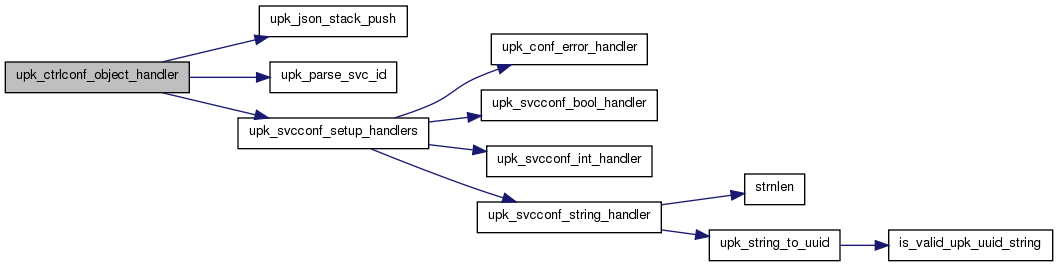 upk_json_stack_push
upk_conf_error_handler
upk_ctrlconf_object_handler
upk_parse_svc_id
upk_svcconf_bool_handler
upk_svcconf_setup_handlers
upk_svcconf_int_handler
strnlen
upk_svcconf_string_handler
upk_string_to_uuid
is_valid_upk_uuid_string